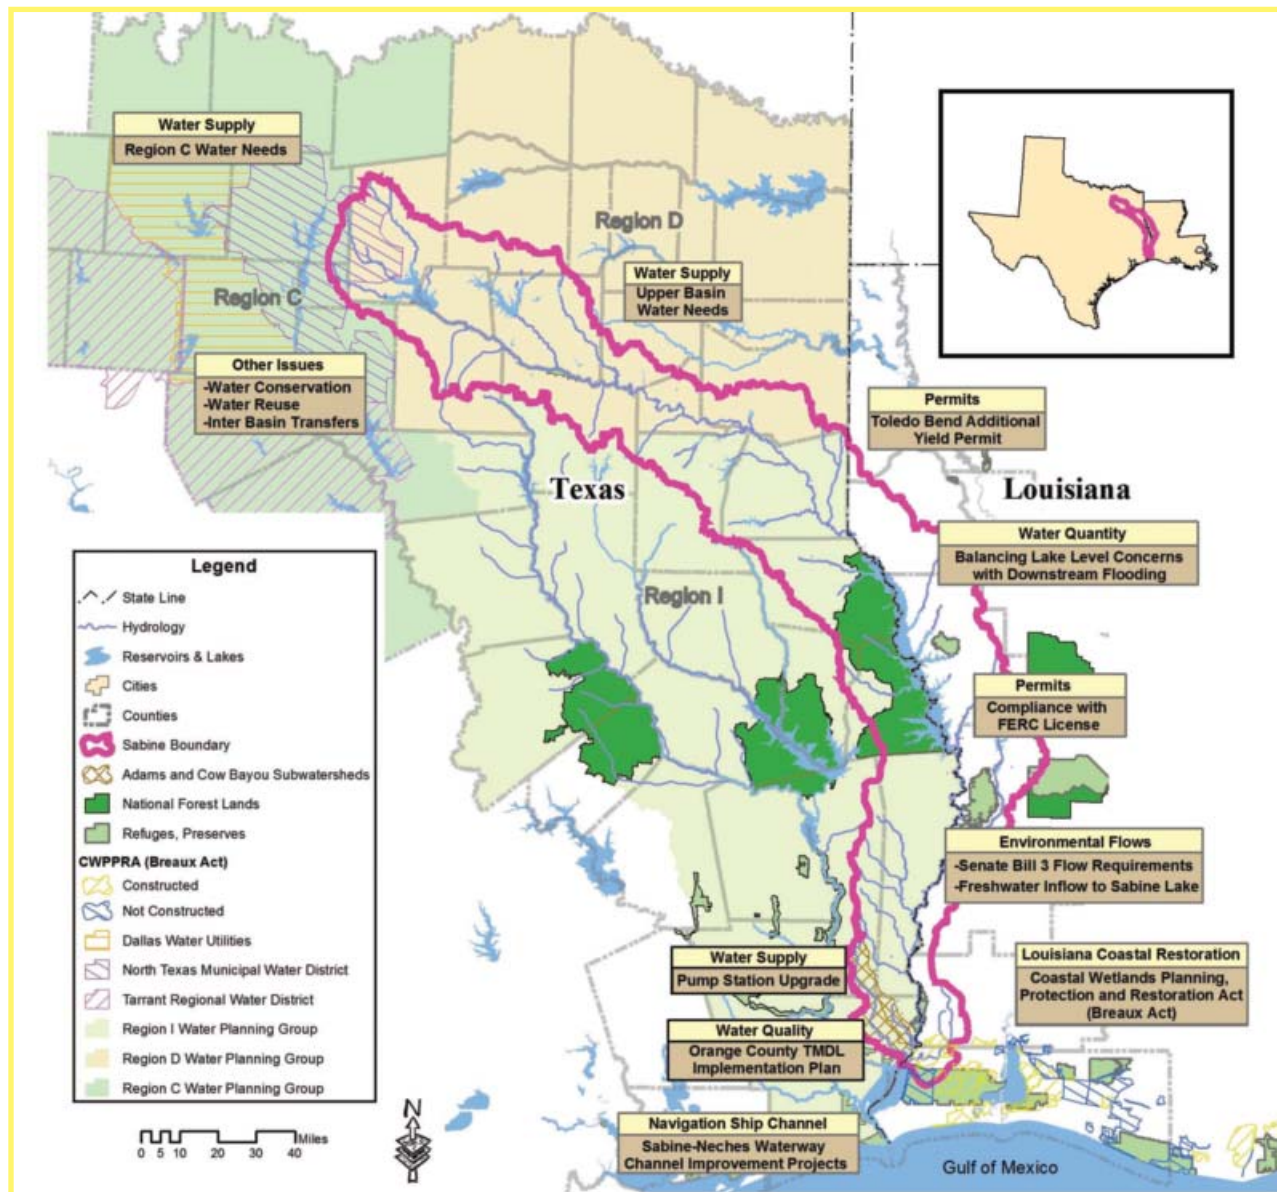 Water Supply
Region C Water Needs
Region D
Water Supply
Upper Basin
Water Needs
Region C
Other Issues
-Water Conservation
-Water Reuse
-Inter Basin Transfers
Permits
Toledo Bend Additional
Yield Permit
Texas
Louisiana
Water Quantity
Balancing Lake Level Concerns
with Downstream Flooding
Region I
Permits
Compliance with
FERC License
Environmental Flows
-Senate Bill 3 Flow Requirements
-Freshwater Inflow to Sabine Lake
Water Supply
Pump Station Upgrade
Louisiana Coastal Restoration
Coastal Wetlands Planning,
Protection and Restoration Act
(Breaux Act)
Water Quality
Orange County TMDL
Implementation Plan
Navigation Ship Channel
Sabine-Neches Waterway
Channel Improvement Projects
Gulf of Mexico
Legend
State Line
Hydrology
Reservoirs & Lakes
Cities
Counties
Sabine Boundary
Adams and Cow Bayou Subwatersheds
National Forest Lands
Refuges, Preserves
CWPPRA (Breaux Act)
Constructed
Not Constructed
Dallas Water Utilities
North Texas Municipal Water District
Tarrant Regional Water District
Region I Water Planning Group
Region D Water Planning Group
Region C Water Planning Group
Miles
0 5 10 20 30 40
N